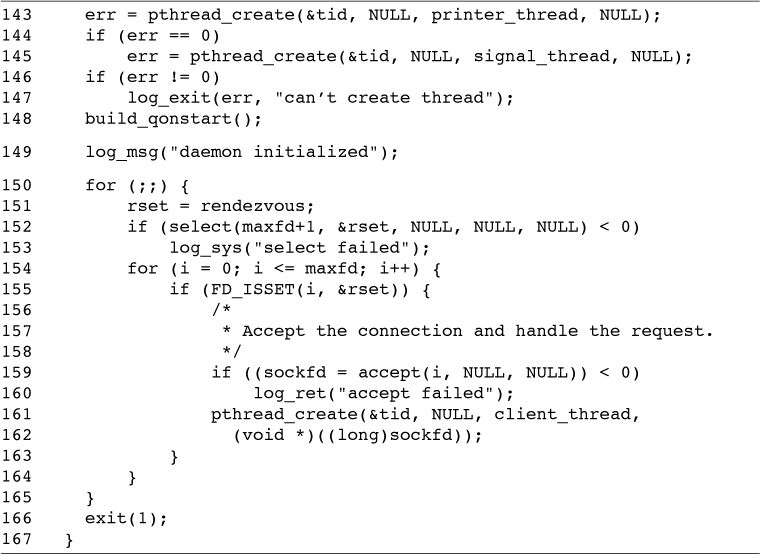 143     err = pthread_create(&tid, NULL, printer_thread, NULL);
144     if (err == 0)
145         err = pthread_create(&tid, NULL, signal_thread, NULL);
146     if (err != 0)
147         log_exit(err, "can’t create thread");
148     build_qonstart();
149     log_msg("daemon initialized");
150     for (;;) {
151         rset = rendezvous;
152         if (select(maxfd+1, &rset, NULL, NULL, NULL) < 0)
153             log_sys("select failed");
154         for (i = 0; i <= maxfd; i++) {
155             if (FD_ISSET(i, &rset)) {
156                 /*
157                  * Accept the connection and handle the request.
158                  */
159                 if ((sockfd = accept(i, NULL, NULL)) < 0)
160                     log_ret("accept failed");
161                 pthread_create(&tid, NULL, client_thread,
162                   (void *)((long)sockfd));
163             }
164         }
165     }
166     exit(1);
167   }